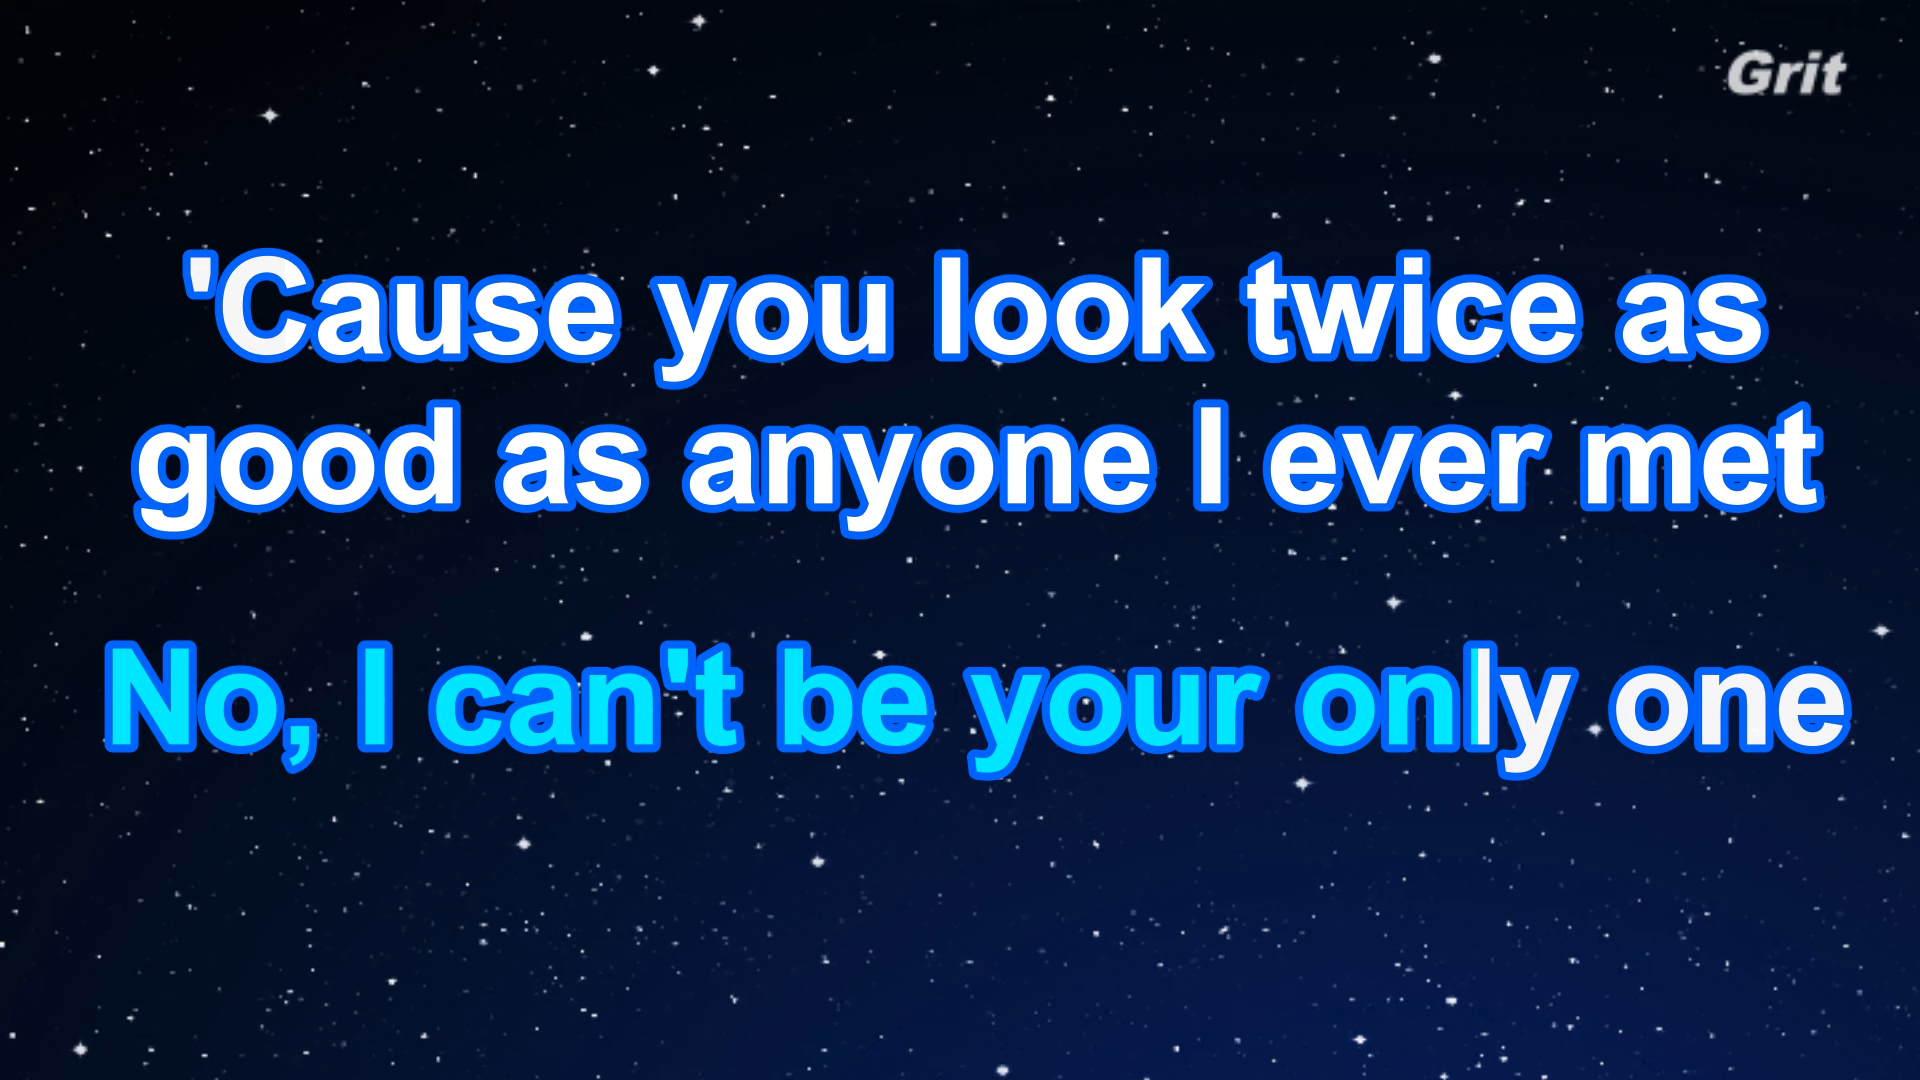 Grit
'Cause you look twice as
good as anyone I ever met
No, I can't be your only one